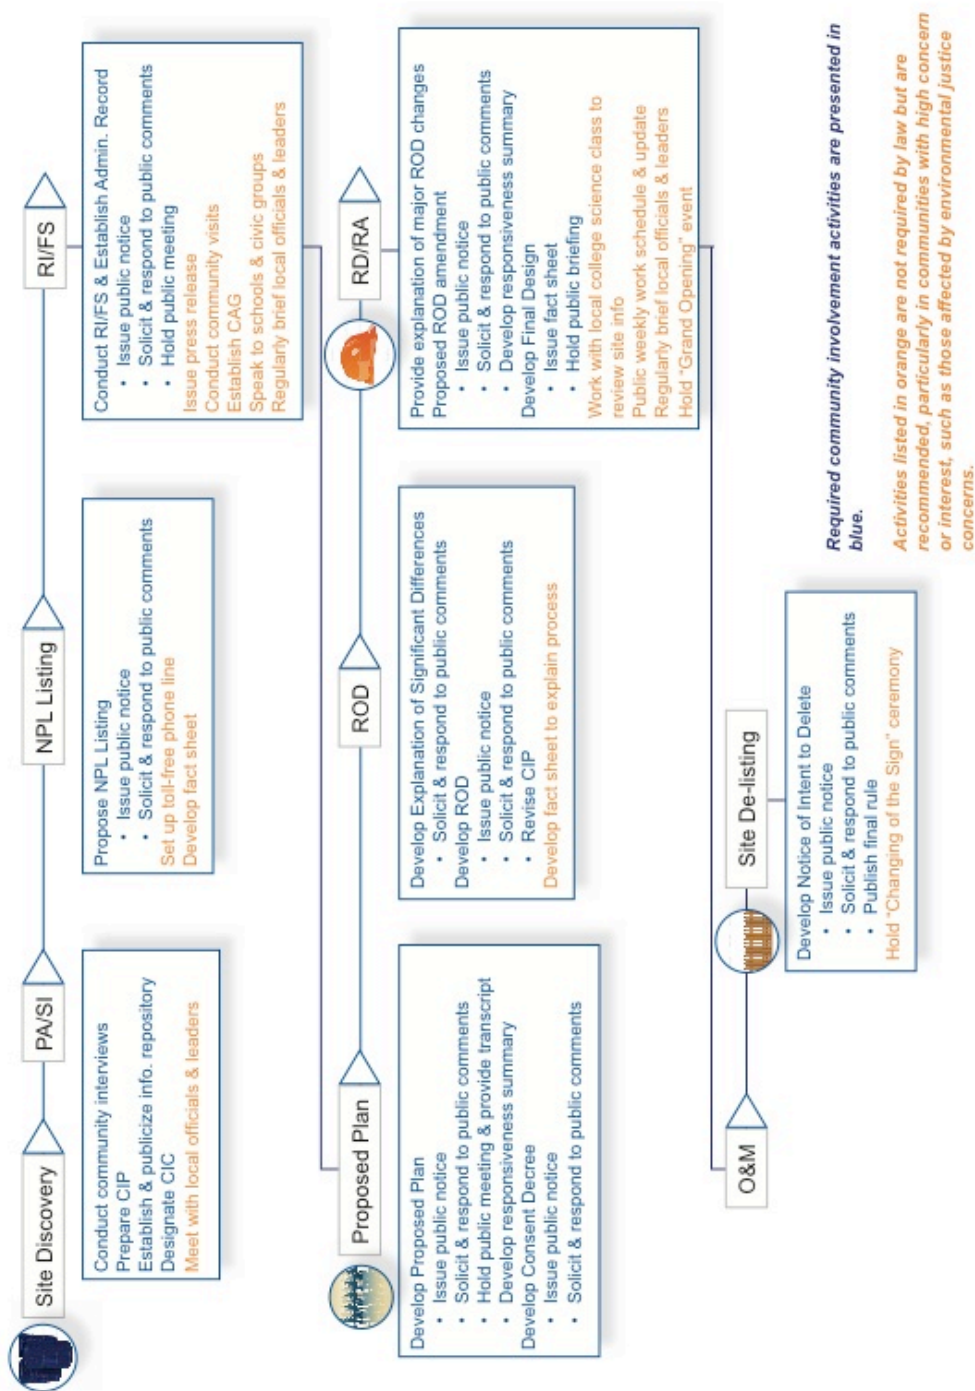 Site Discovery
PA/SI
NPL Listing
RI/FS
Conduct community interviews
Prepare CIP
Establish & publicize info. repository
Designate CIC
Meet with local officials & leaders
Propose NPL Listing
• Issue public notice
• Solicit & respond to public comments
Set up toll-free phone line
Develop fact sheet
Conduct RI/FS & Establish Admin. Record
• Issue public notice
• Solicit & respond to public comments
• Hold public meeting
Issue press release
Conduct community visits
Establish CAG
Speak to schools & civic groups
Regularly brief local officials & leaders
Proposed Plan
ROD
RD/RA
Develop Proposed Plan
• Issue public notice
• Solicit & respond to public comments
• Hold public meeting & provide transcript
• Develop responsiveness summary
Develop Consent Decree
• Issue public notice
• Solicit & respond to public comments
Develop Explanation of Significant Differences
• Solicit & respond to public comments
Develop ROD
• Issue public notice
• Solicit & respond to public comments
• Revise CIP
Develop fact sheet to explain process
Provide explanation of major ROD changes
Proposed ROD amendment
• Issue public notice
• Solicit & respond to public comments
• Develop responsiveness summary
Develop Final Design
• Issue fact sheet
• Hold public briefing
Work with local college science class to
review site info
Public weekly work schedule & update
Regularly brief local officials & leaders
Hold "Grand Opening" event
O&M
Site De-listing
Develop Notice of Intent to Delete
• Issue public notice
• Solicit & respond to public comments
• Publish final rule
Hold "Changing of the Sign" ceremony
Required community involvement activities are presented in
blue.
Activities listed in orange are not required by law but are
recommended, particularly in communities with high concern
or interest, such as those affected by environmental justice
concerns.